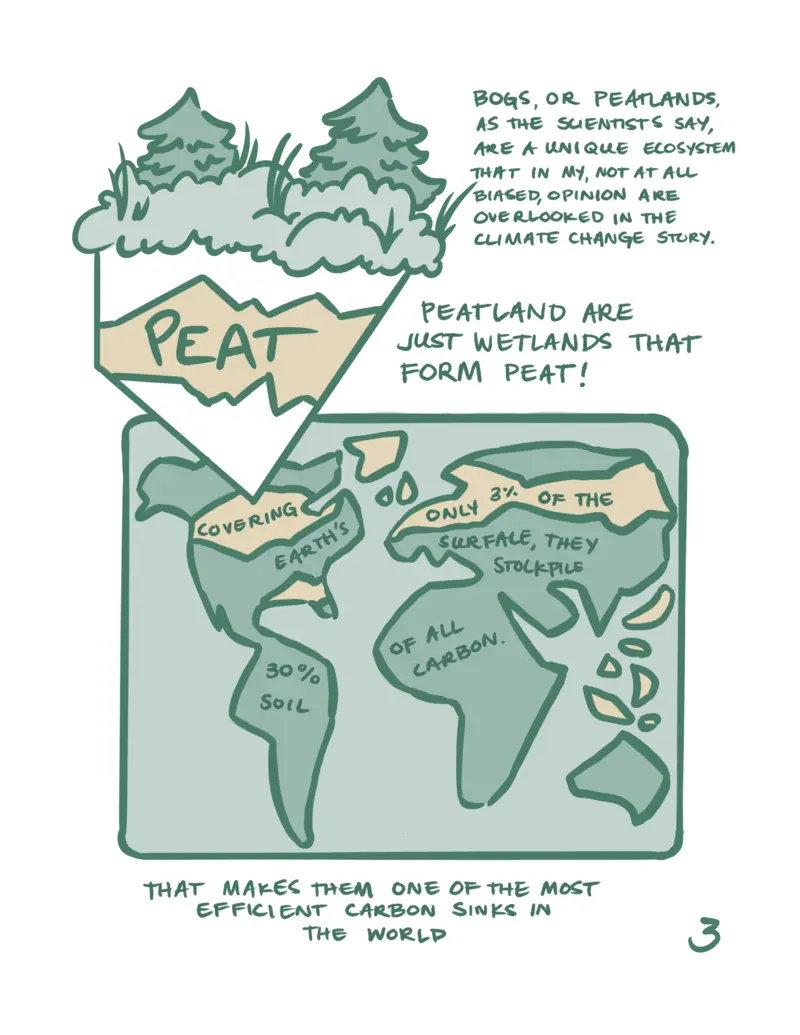 BOGS, OR PEATLANDS,
AS THE SCIENTISTS SAY,
ARE A UNIQUE ECOSYSTEM
THAT IN MY, NOT AT ALL
BIASED, OPINION ARE
OVERLOOKED IN THE
CLIMATE CHANGE STORY.
PEAT
PEATLAND ARE
JUST WETLANDS THAT
FORM PEAT!
COVERING
ONLY 3% OF THE
EARTH'S
SURFACE, THEY
STOCKPILE
30%
SOIL
OF ALL
CARBON.
THAT MAKES THEM ONE OF THE MOST
EFFICIENT CARBON SINKS IN
THE WORLD
3